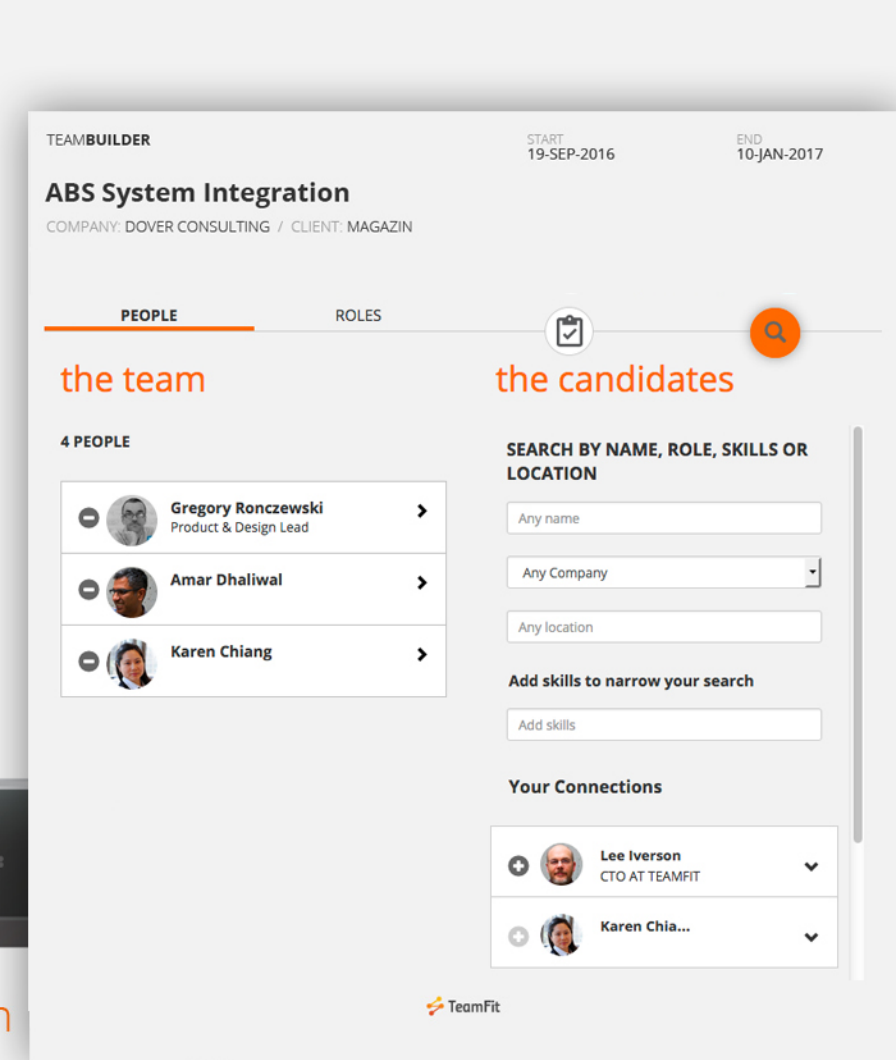 TEAMBUILDER
START
19-SEP-2016
END
10-JAN-2017
ABS System Integration
COMPANY: DOVER CONSULTING / CLIENT: MAGAZIN
PEOPLE
ROLES
the team
4 PEOPLE
Gregory Ronczewski
Product & Design Lead
Amar Dhaliwal
Karen Chiang
the candidates
SEARCH BY NAME, ROLE, SKILLS OR
LOCATION
Any name
Any Company
Any location
Add skills to narrow your search
Add skills
Your Connections
Lee Iverson
CTO AT TEAMFIT
Karen Chia...
TeamFit